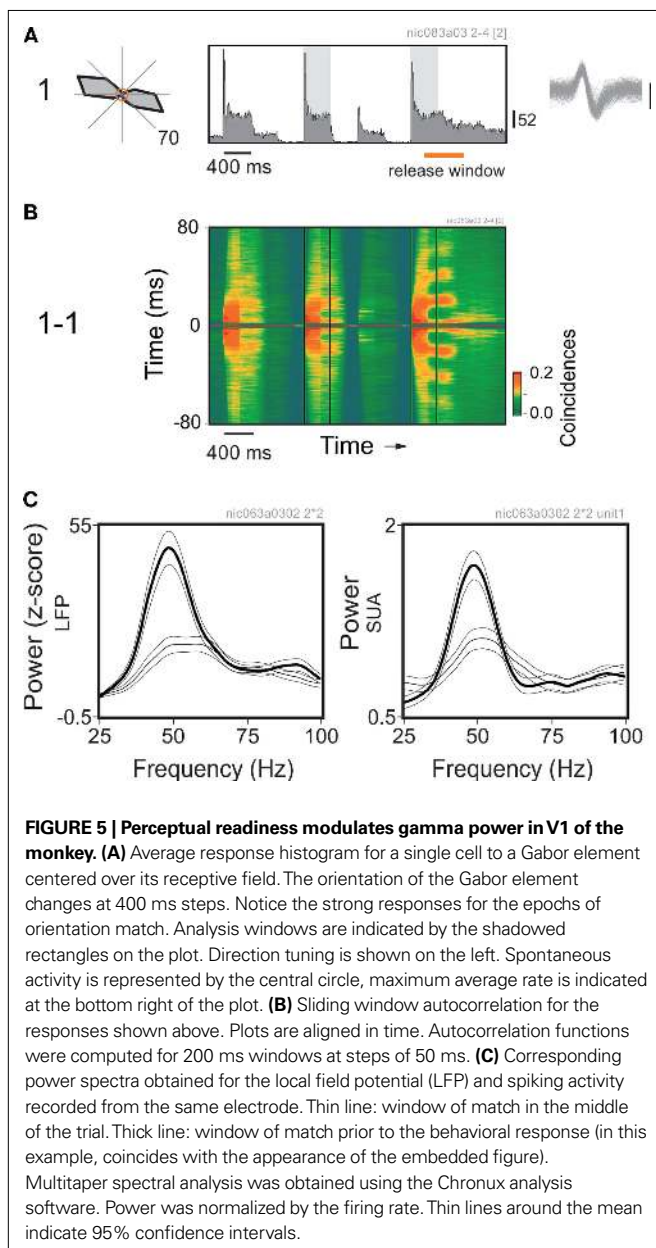 A
nic083a03 2-4 [2]
1
70
52
400 ms
release window
B
nic083a03 2-4 [2]
1-1
Time (ms)
80
0
-80
0.2
0.0
Coincidences
400 ms
Time →
C
nic063a0302 2*2
Power (z-score)
LFP
55
-0.5
25
50
75
100
Frequency (Hz)
nic063a0302 2*2 unit1
Power
SUA
2
0.5
25
50
75
100
Frequency (Hz)
FIGURE 5 | Perceptual readiness modulates gamma power in V1 of the
monkey. (A) Average response histogram for a single cell to a Gabor element
centered over its receptive field. The orientation of the Gabor element
changes at 400 ms steps. Notice the strong responses for the epochs of
orientation match. Analysis windows are indicated by the shadowed
rectangles on the plot. Direction tuning is shown on the left. Spontaneous
activity is represented by the central circle, maximum average rate is indicated
at the bottom right of the plot. (B) Sliding window autocorrelation for the
responses shown above. Plots are aligned in time. Autocorrelation functions
were computed for 200 ms windows at steps of 50 ms. (C) Corresponding
power spectra obtained for the local field potential (LFP) and spiking activity
recorded from the same electrode. Thin line: window of match in the middle
of the trial. Thick line: window of match prior to the behavioral response (in this
example, coincides with the appearance of the embedded figure).
Multitaper spectral analysis was obtained using the Chronux analysis
software. Power was normalized by the firing rate. Thin lines around the mean
indicate 95% confidence intervals.